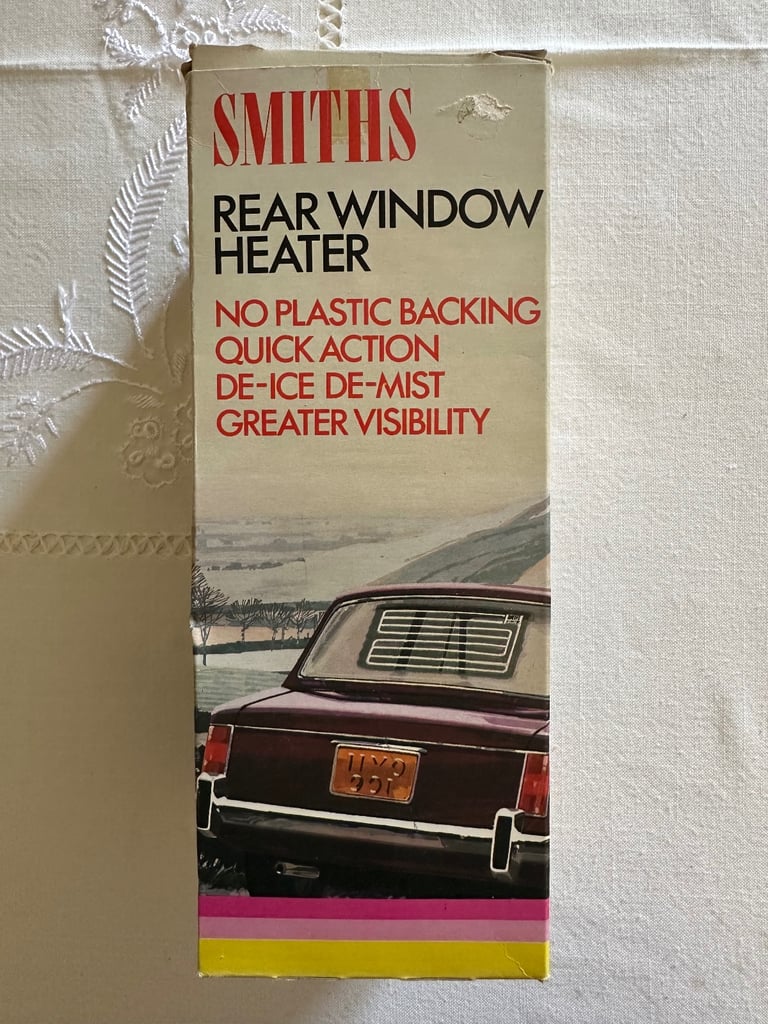 SMITHS
REAR WINDOW
HEATER
NO PLASTIC BACKING
QUICK ACTION
DE-ICE DE-MIST
GREATER VISIBILITY